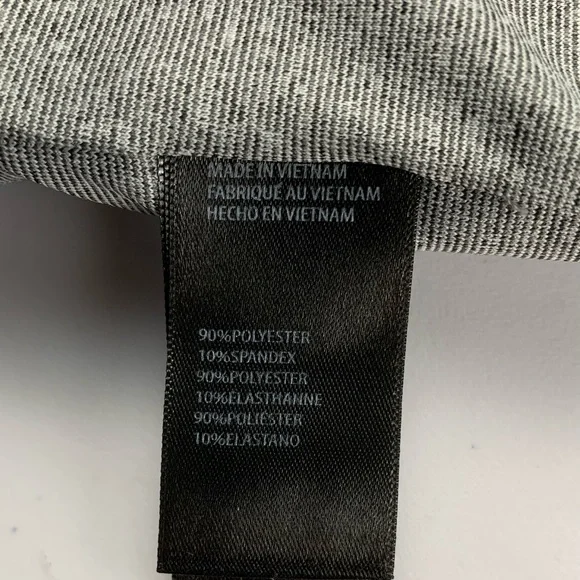 MADE IN VIETNAM
FABRIQUE AU VIETNAM
HECHO EN VIETNAM
90%POLYESTER
10%SPANDEX
90%POLYESTER
10%ELASTHANNE
90%POLIÉSTER
10%ELASTANO